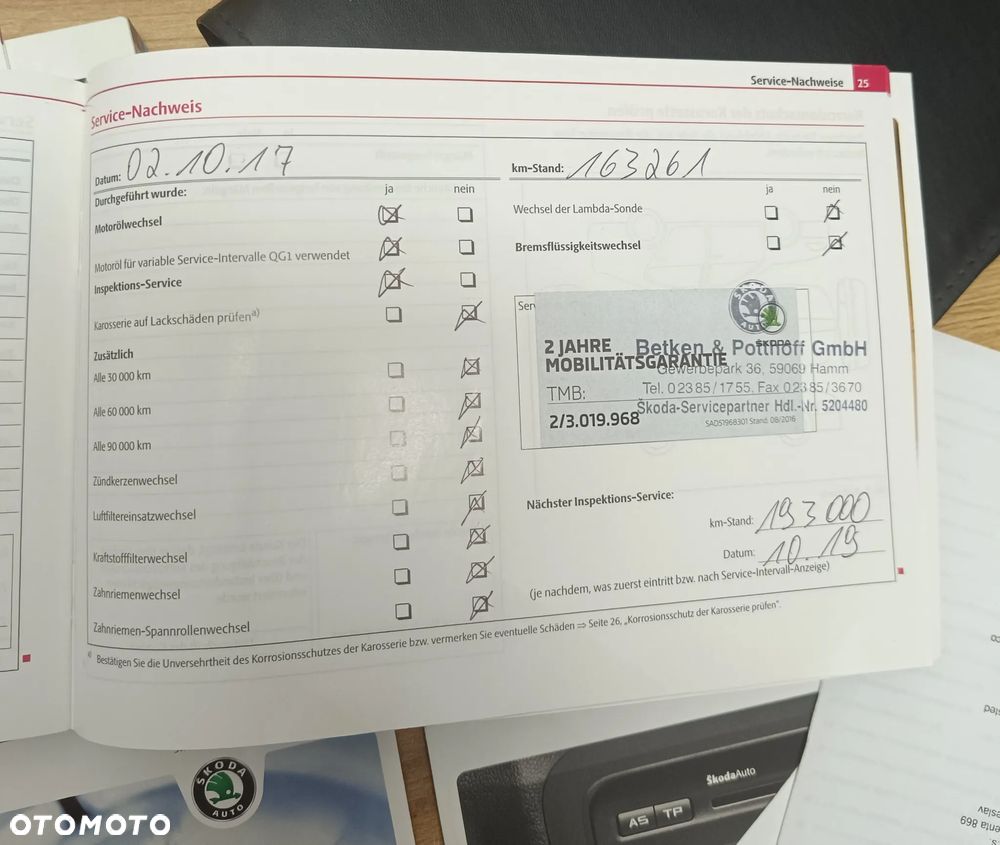 Service-Nachweise 25
Service-Nachweis
Datum: 02.10.17
Durchgeführt wurde: ja nein
Motorölwechsel
Motoröl für variable Service-Intervalle QG1 verwendet
Inspektions-Service
Karosserie auf Lackschäden prüfen a)
Zusätzlich
Alle 30 000 km
Alle 60 000 km
Alle 90 000 km
Zündkerzenwechsel
Luftfiltereinsatzwechsel
Kraftstofffilterwechsel
Zahnriemenwechsel
Zahnriemen-Spannrollenwechsel
km-Stand: 163261
ja nein
Wechsel der Lambda-Sonde
Bremsflüssigkeitswechsel
Ser
ŠKODA
AUTO
ŠKODA
2 JAHRE
MOBILITÄTSGARANTIE
TMB:
2/3.019.968
Betken & Potthoff GmbH
Gewerbepark 36, 59069 Hamm
Tel. 02385/1755, Fax 02385/3670
Škoda-Servicepartner Hdl.-Nr. 5204480
SAD51968301 Stand: 08/2016
Nächster Inspektions-Service:
km-Stand: 193000
Datum: 10.19
(je nachdem, was zuerst eintritt bzw. nach Service-Intervall-Anzeige)
a) Bestätigen Sie die Unversehrtheit des Korrosionsschutzes der Karosserie bzw. vermerken Sie eventuelle Schäden ⇒ Seite 26, „Korrosionsschutz der Karosserie prüfen“.
ŠKODA
AUTO
ŠkodaAuto
AS TP
OTOMOTO